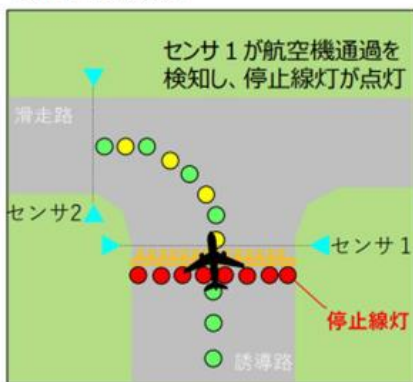 センサ１が航空機通過を
検知し、停止線灯が点灯
滑走路
センサ2
センサ１
停止線灯
誘導路